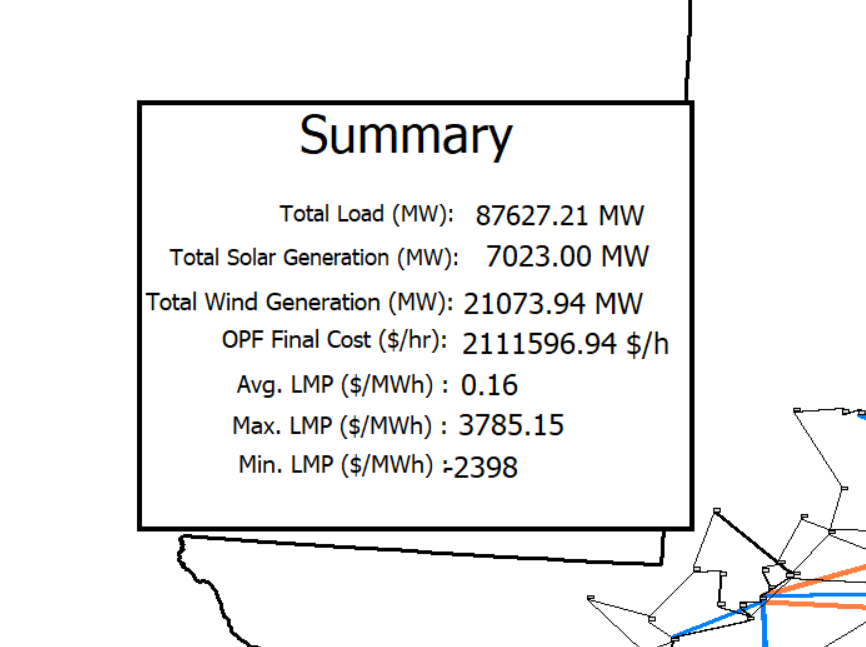 Summary
Total Load (MW): 87627.21 MW
Total Solar Generation (MW): 7023.00 MW
Total Wind Generation (MW): 21073.94 MW
OPF Final Cost ($/hr): 2111596.94 $/h
Avg. LMP ($/MWh) : 0.16
Max. LMP ($/MWh) : 3785.15
Min. LMP ($/MWh) :-2398